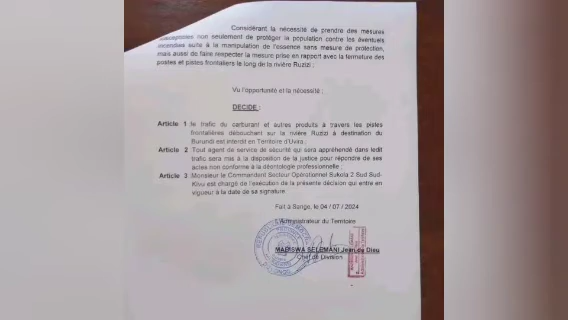 Considérant la nécessité de prendre des mesures
susceptibles non seulement de protéger la population contre les éventuels
incendies suite à la manipulation de l'essence sans mesure de protection,
mais aussi de faire respecter la mesure prise en rapport avec la fermeture des
postes et pistes frontaliers le long de la rivière Ruzizi ;
Vu l'opportunité et la nécessité ;
DECIDE :
Article 1 le trafic du carburant et autres produits à travers les pistes
frontalières débouchant sur la rivière Ruzizi à destination du
Burundi est interdit en Territoire d'Uvira ;
Article 2 Tout agent de service de sécurité qui sera appréhendé dans ledit
trafic sera mis à la disposition de la justice pour répondre de ses
actes non conforme à la déontologie professionnelle ;
Article 3 Monsieur le Commandant Secteur Opérationnel Sukola 2 Sud Sud-
Kivu est chargé de l'exécution de la présente décision qui entre en
vigueur à la date de sa signature
Fait à Sange, le 04 / 07 / 2024
L'Administrateur du Territoire
MABISWA SELEMANI Jean de Dieu
Chef de Division